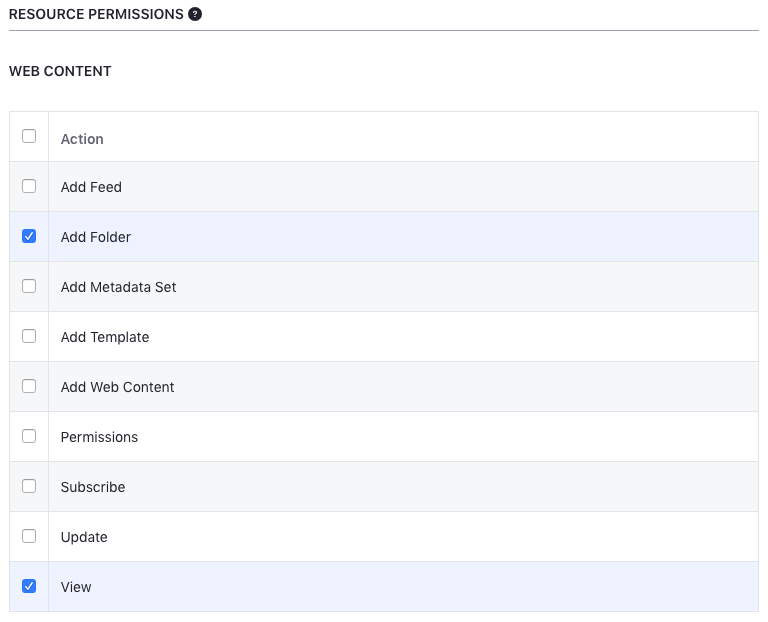 RESOURCE PERMISSIONS ?
WEB CONTENT
Action
Add Feed
Add Folder
Add Metadata Set
Add Template
Add Web Content
Permissions
Subscribe
Update
View